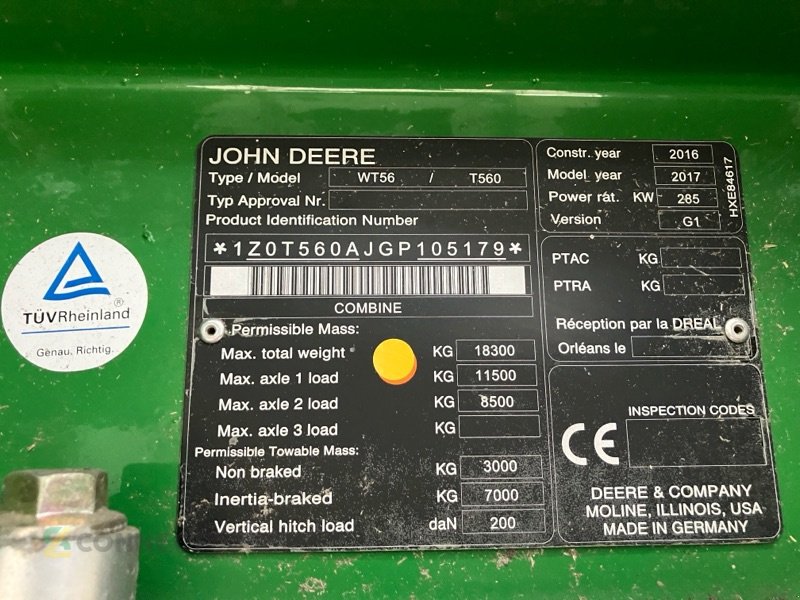 JOHN DEERE
Type / Model WT56 / T560
Typ Approval Nr.
Product Identification Number
*1Z0T560AJGP105179*
COMBINE
Permissible Mass:
Max. total weight KG 18300
Max. axle 1 load KG 11500
Max. axle 2 load KG 8500
Max. axle 3 load KG
Permissible Towable Mass:
Non braked KG 3000
Inertia-braked KG 7000
Vertical hitch load daN 200
Constr. year 2016
Model year 2017
Power rat. KW 285
Version G1
HXE84617
PTAC KG
PTRA KG
Réception par la DREAL
Orléans le
INSPECTION CODES
CE
DEERE & COMPANY
MOLINE, ILLINOIS, USA
MADE IN GERMANY
TÜVRheinland ®
Genau. Richtig.